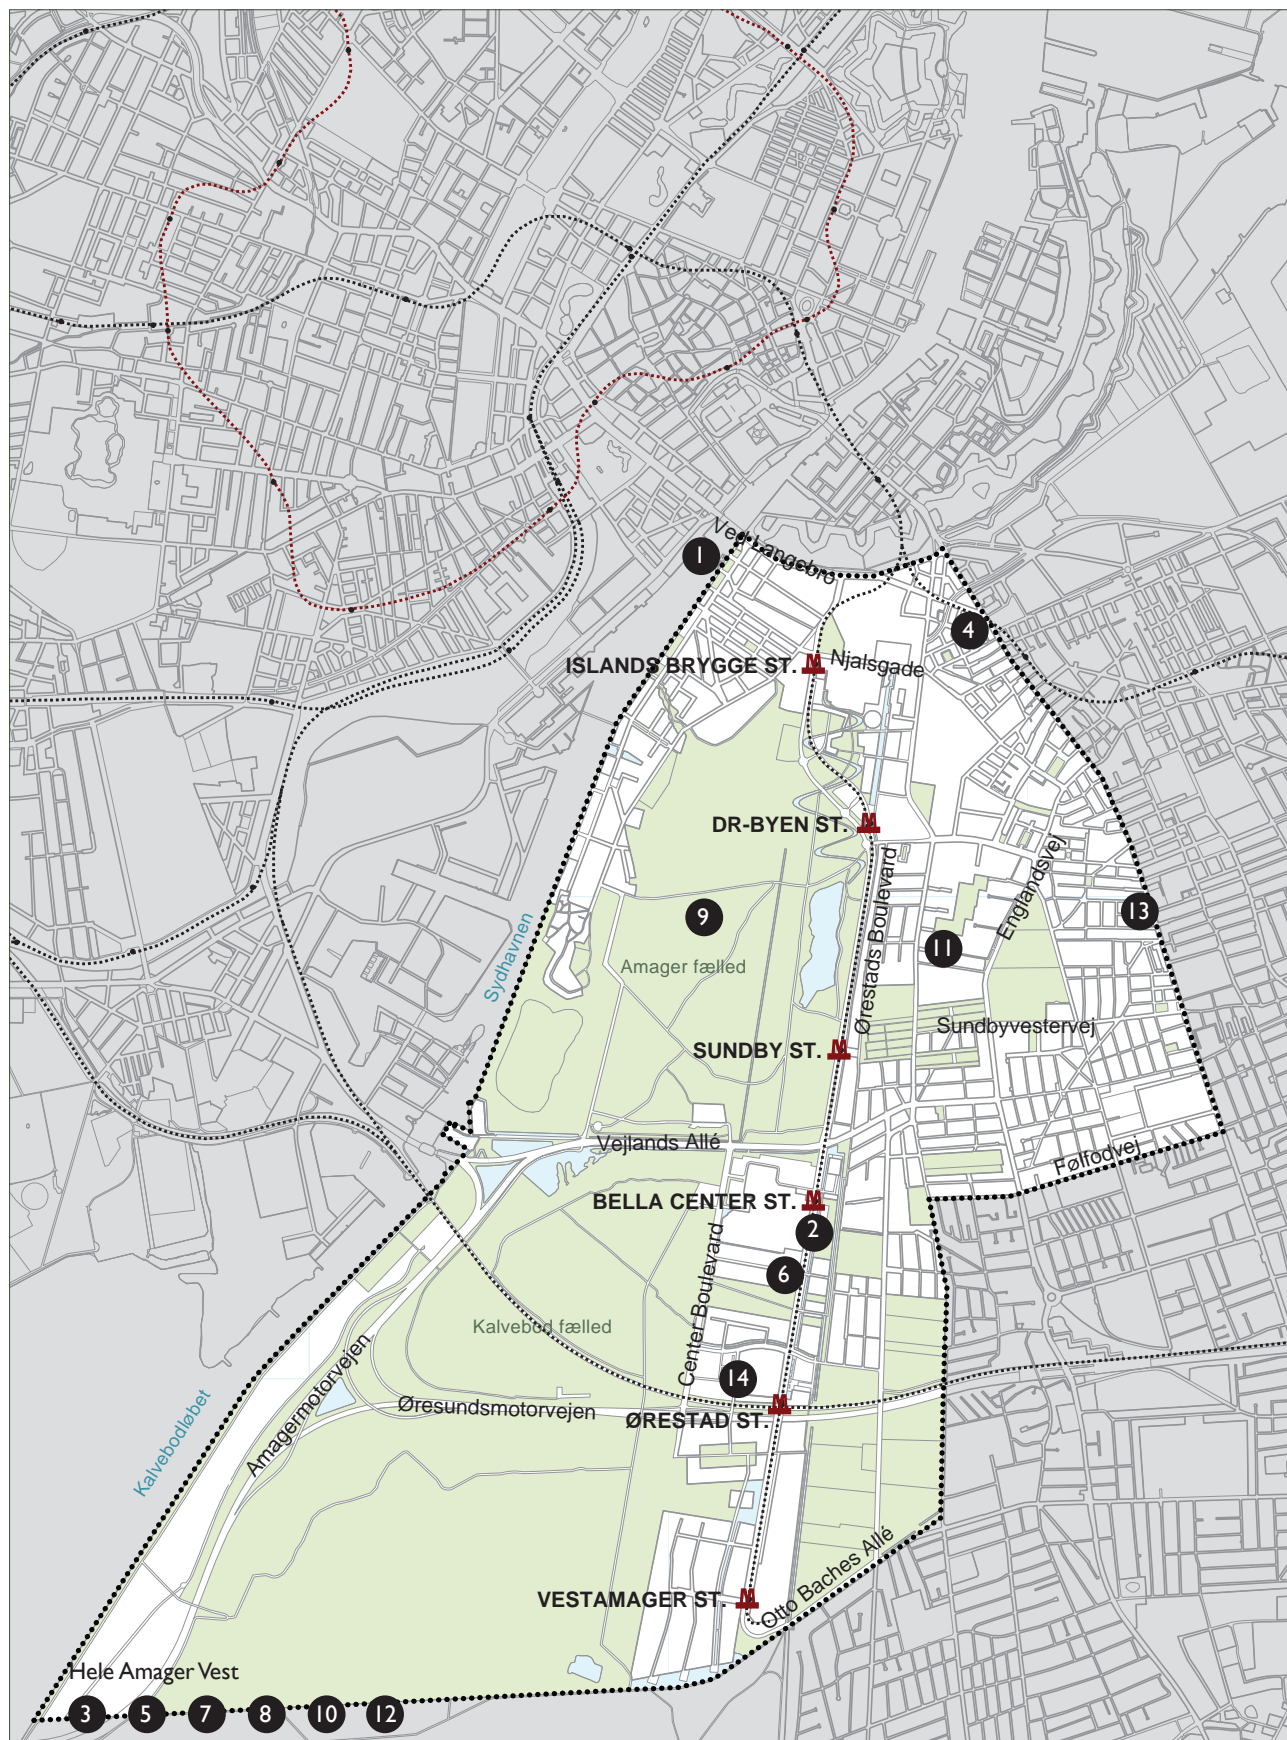 Ved Langebro
1
4
ISLANDS BRYGGE ST.
Njalsgade
DR-BYEN ST.
Ørestads Boulevard
Englandsvej
9
13
11
Amager fælled
Sydhavnen
Sundbyvestervej
SUNDBY ST.
Vejlands Allé
Følfodvej
BELLA CENTER ST.
2
6
Center Boulevard
Kalvebod fælled
14
Amagermotorvejen
Øresundsmotorvejen
ØRESTAD ST.
Kalvebodløbet
VESTAMAGER ST.
Otto Baches Allé
Hele Amager Vest
3 5 7 8 10 12